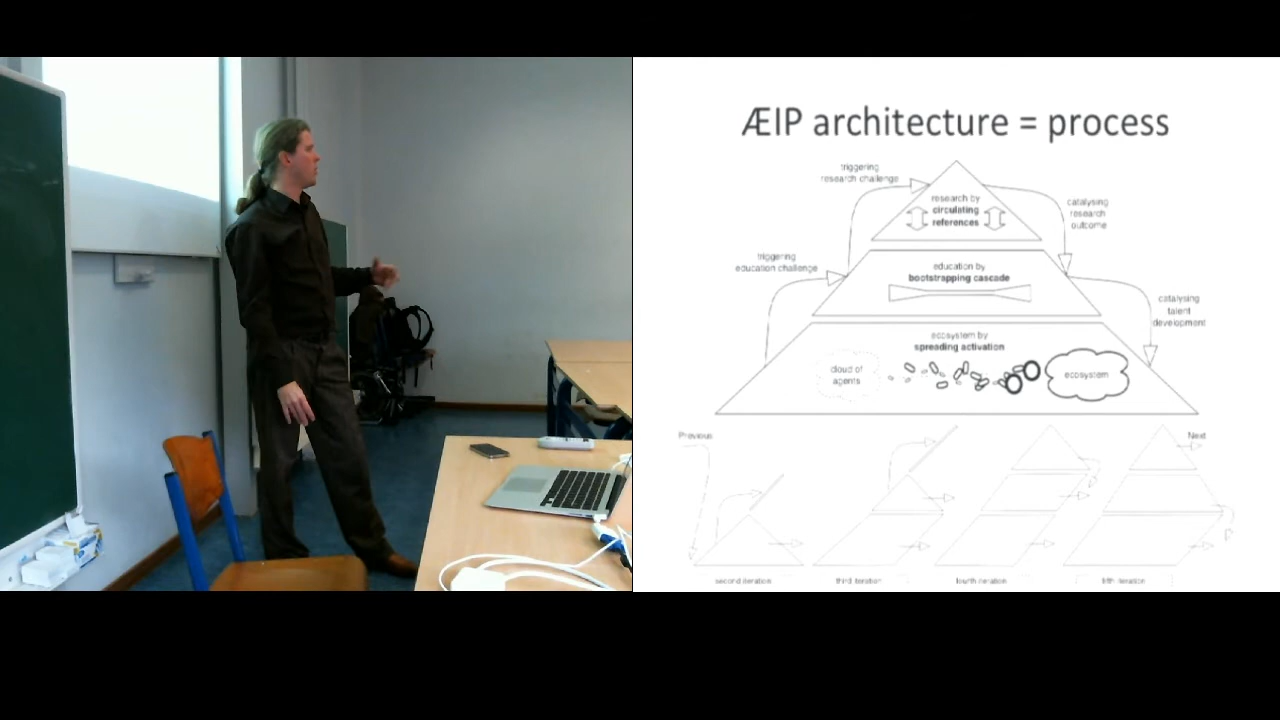 ÆIP architecture = process
triggering
research challenge
research by
circulating
references
catalysing
research
outcome
triggering
education challenge
education by
bootstrapping cascade
catalysing
talent
development
ecosystem by
spreading activation
cloud of
agents
ecosystem
Previous
Next
second iteration
third iteration
fourth iteration
fifth iteration